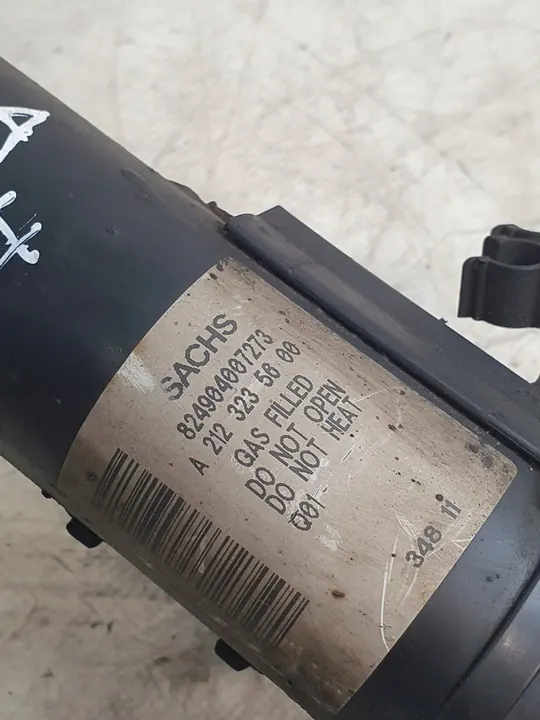 SACHS
824904007273
A 212 323 56 00
GAS FILLED
DO NOT OPEN
DO NOT HEAT
Q01-
348 11